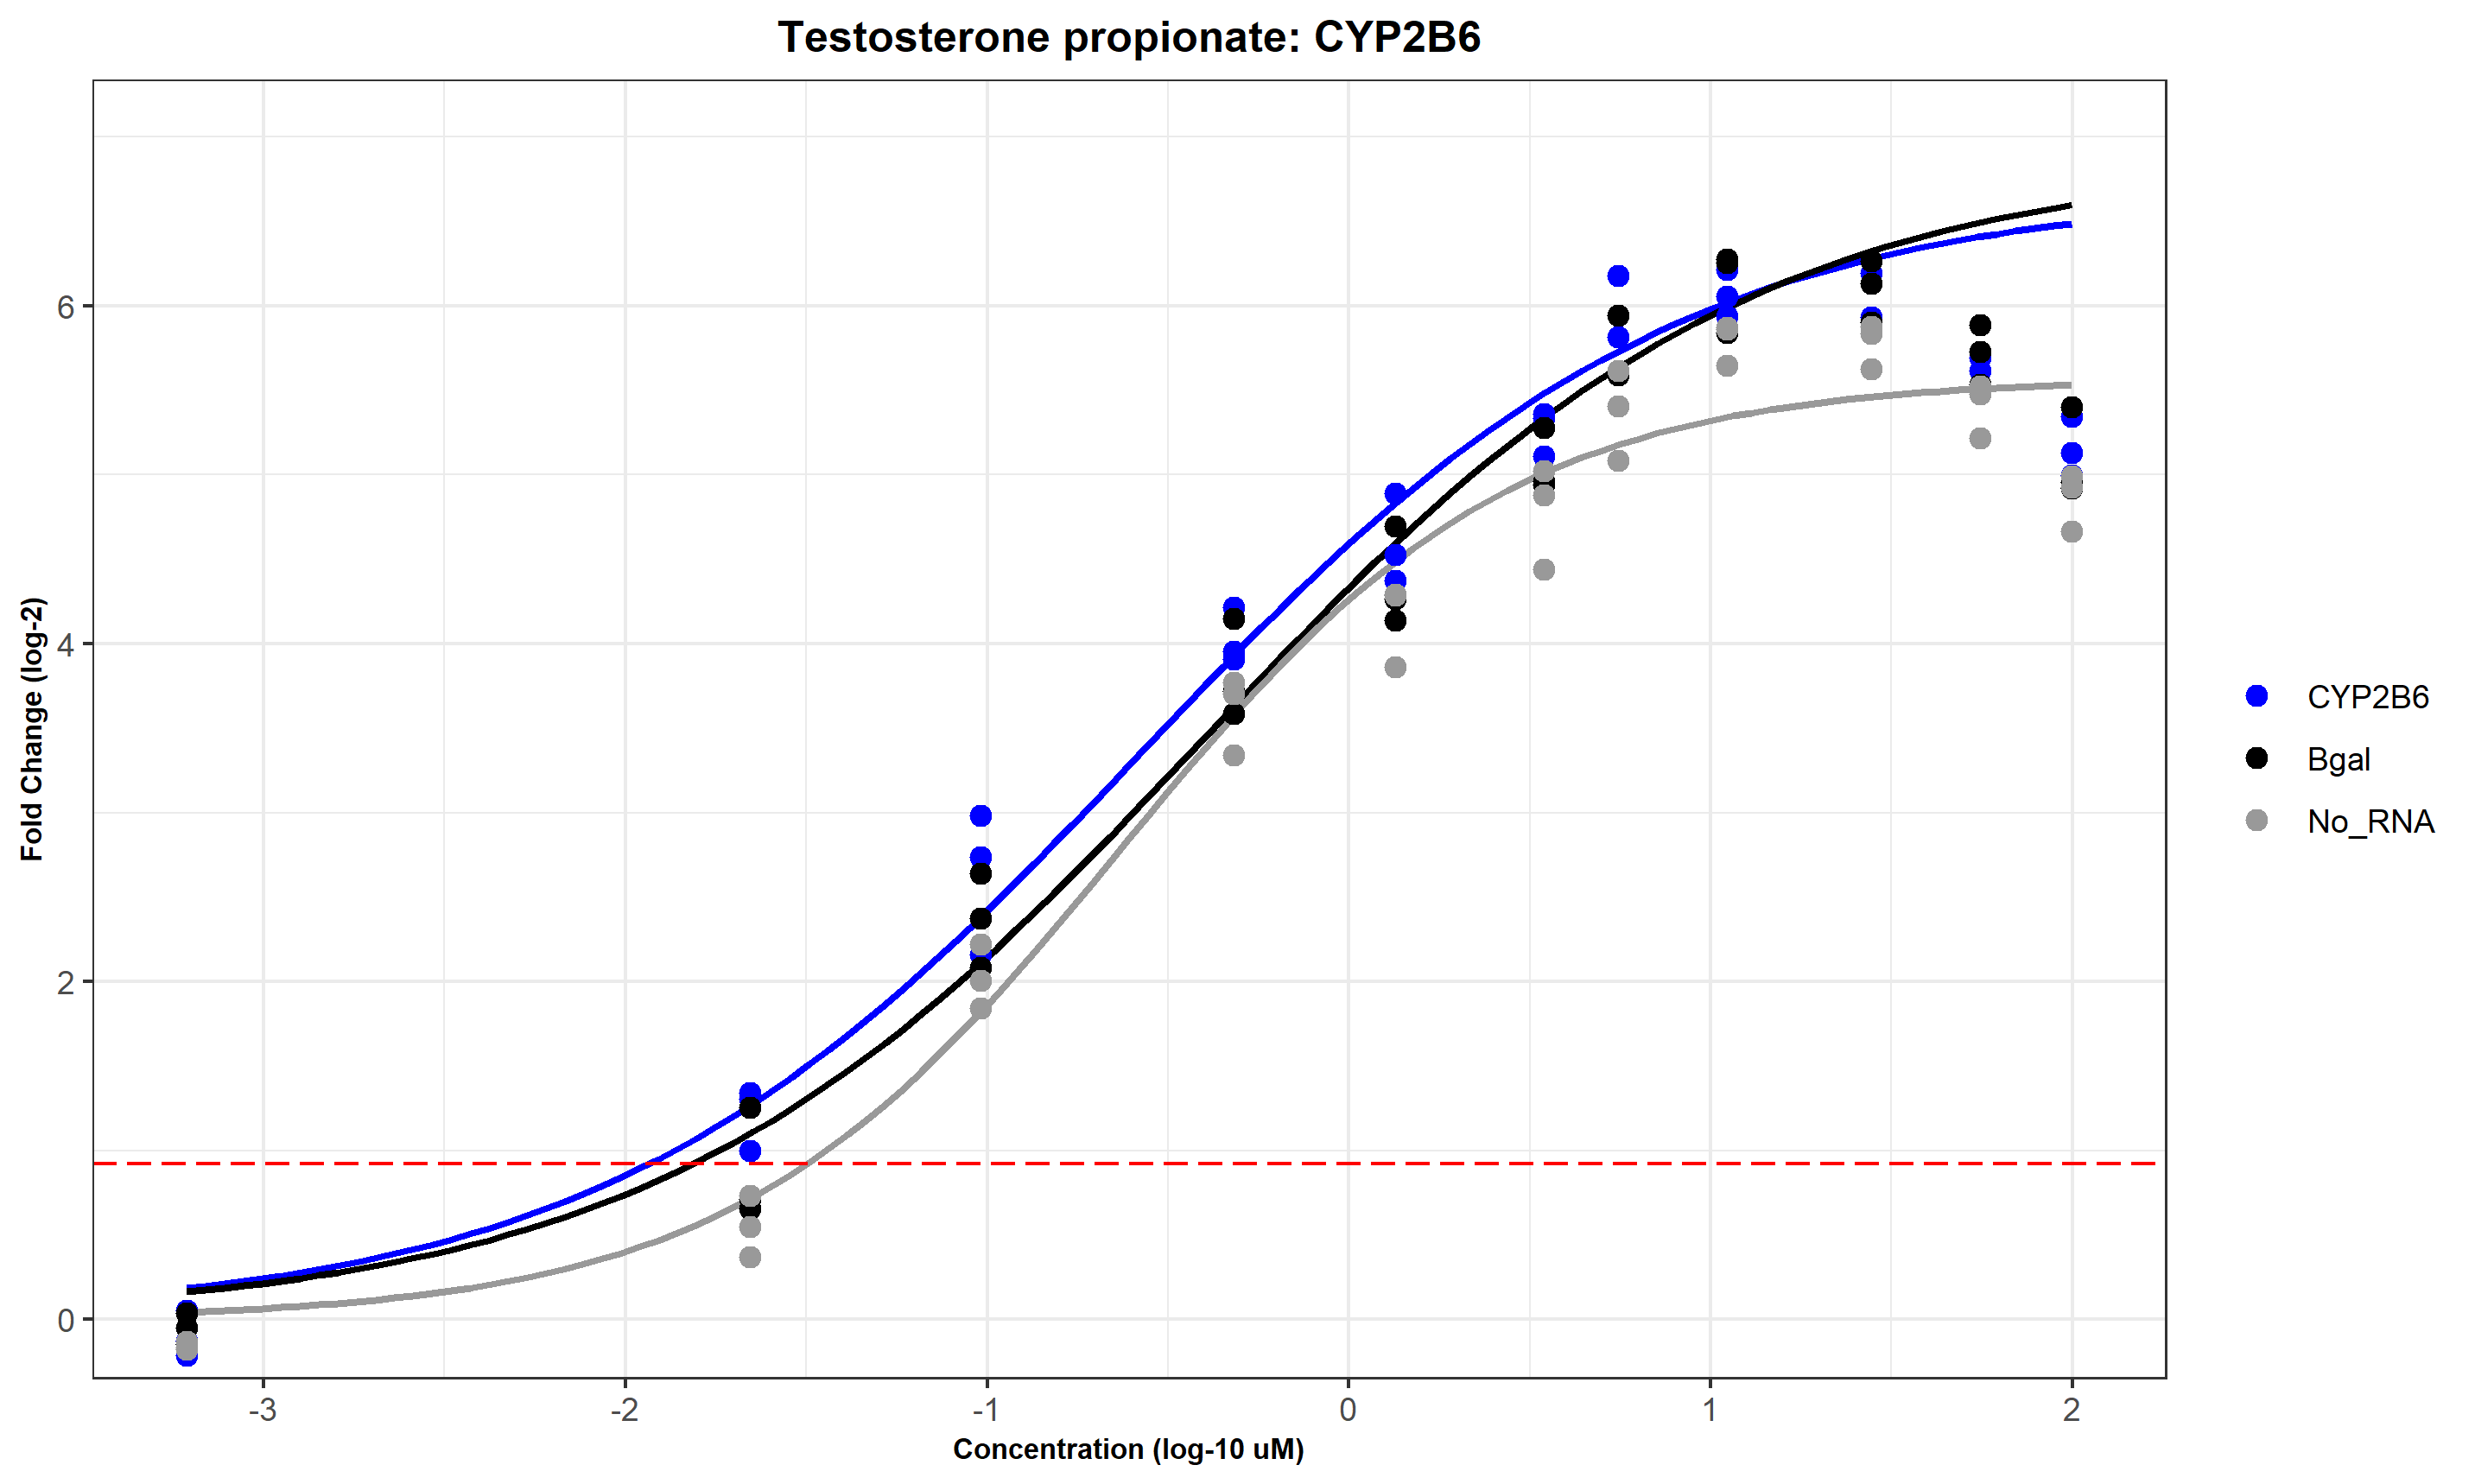 Testosterone propionate: CYP2B6
Fold Change (log-2)
6
4
2
0
-3 -2 -1 0 1 2
Concentration (log-10 uM)
CYP2B6
Bgal
No_RNA